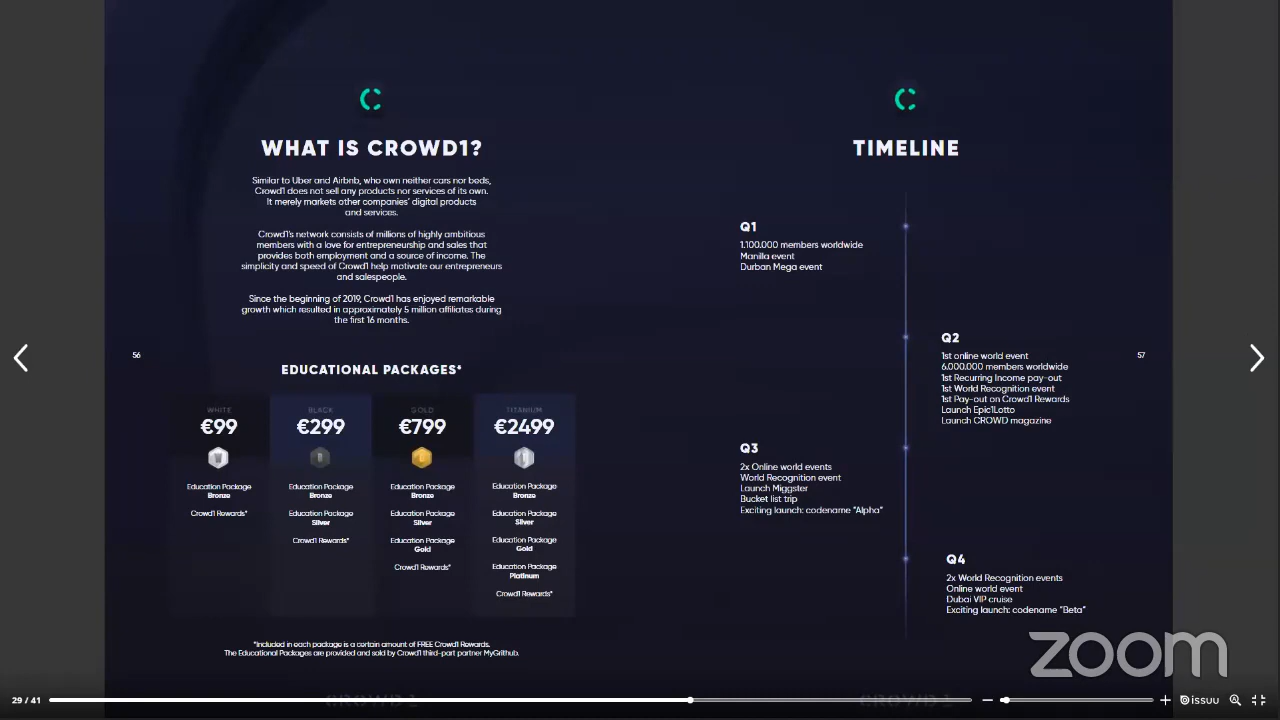 WHAT IS CROWD1?
Similar to Uber and Airbnb, who own neither cars nor beds,
Crowd1 does not sell any products nor services of its own.
It merely markets other companies' digital products
and services.
Crowd1's network consists of millions of highly ambitious
members with a love for entrepreneurship and sales that
provides both employment and a source of income. The
simplicity and speed of Crowd1 help motivate our entrepreneurs
and salespeople.
Since the beginning of 2019, Crowd1 has enjoyed remarkable
growth which resulted in approximately 5 million affiliates during
the first 16 months.
56
EDUCATIONAL PACKAGES*
WHITE
€99
Education Package
Bronze
Crowd1 Rewards*
BLACK
€299
Education Package
Bronze
Education Package
Silver
Crowd1 Rewards*
GOLD
€799
Education Package
Bronze
Education Package
Silver
Education Package
Gold
Crowd1 Rewards*
TITANIUM
€2499
Education Package
Bronze
Education Package
Silver
Education Package
Gold
Education Package
Platinum
Crowd1 Rewards*
*Included in each package is a certain amount of FREE Crowd1 Rewards.
The Educational Packages are provided and sold by Crowd1 third-part partner MyGrithub.
TIMELINE
Q1
1.100.000 members worldwide
Manilla event
Durban Mega event
Q2
1st online world event
6.000.000 members worldwide
1st Recurring Income pay-out
1st World Recognition event
1st Pay-out on Crowd1 Rewards
Launch Epic1Lotto
Launch CROWD magazine
57
Q3
2x Online world events
World Recognition event
Launch Miggster
Bucket list trip
Exciting launch: codename "Alpha"
Q4
2x World Recognition events
Online world event
Dubai VIP cruise
Exciting launch: codename "Beta"
zoom
CROWD 1
CROWD 1
29 / 41
issuu